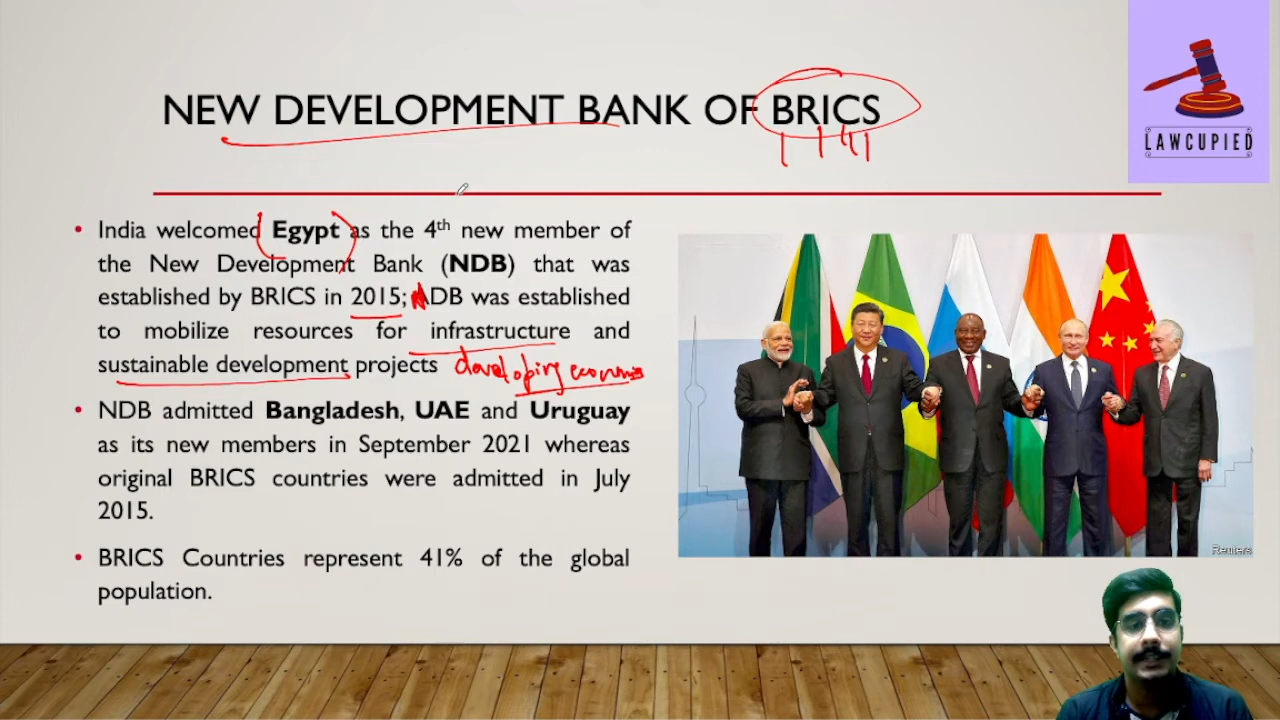 NEW DEVELOPMENT BANK OF BRICS
LAWCUPIED
• India welcomed Egypt as the 4th new member of
the New Development Bank (NDB) that was
established by BRICS in 2015; NDB was established
to mobilize resources for infrastructure and
sustainable development projects developing economies
• NDB admitted Bangladesh, UAE and Uruguay
as its new members in September 2021 whereas
original BRICS countries were admitted in July
2015.
• BRICS Countries represent 41% of the global
population.
Reuters